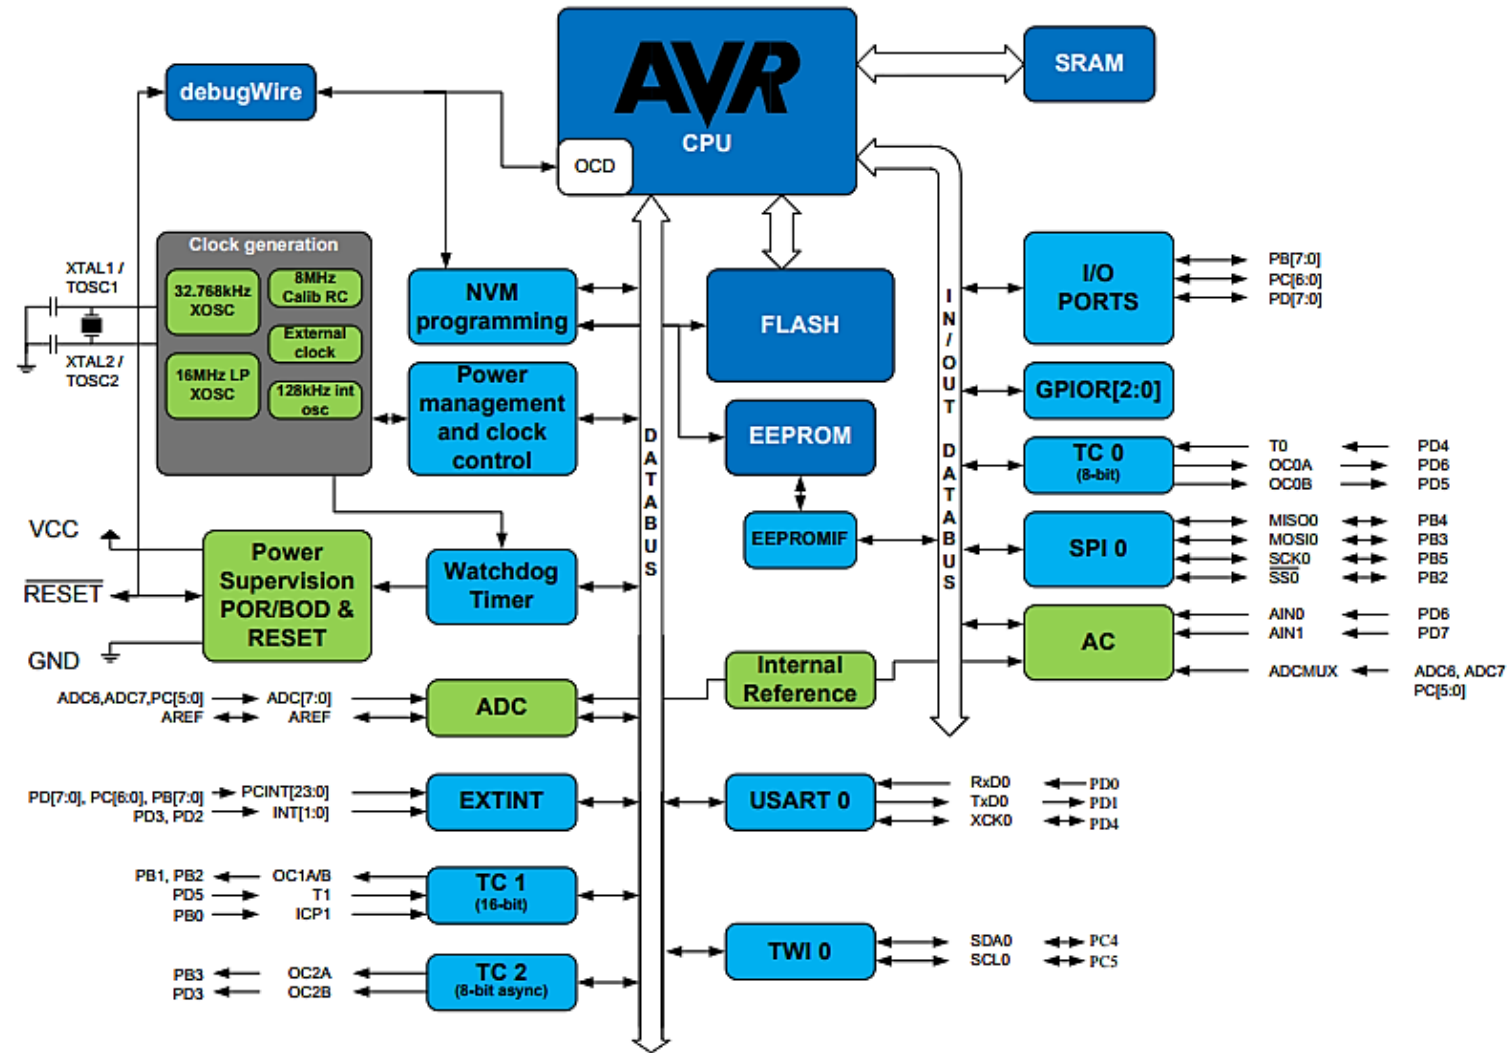 AVR
CPU
OCD
SRAM
debugWire
Clock generation
32.768kHz
XOSC
8MHz
Calib RC
External
clock
16MHz LP
XOSC
128kHz int
osc
XTAL1 /
TOSC1
XTAL2 /
TOSC2
NVM
programming
FLASH
Power
management
and clock
control
EEPROM
EEPROMIF
DATABUS
IN/OUT DATABUS
I/O
PORTS
PB[7:0]
PC[6:0]
PD[7:0]
GPIOR[2:0]
TC 0
(8-bit)
T0 PD4
OC0A PD6
OC0B PD5
SPI 0
MISO0 PB4
MOSI0 PB3
SCK0 PB5
SS0 PB2
AC
AIN0 PD6
AIN1 PD7
ADCMUX ADC6, ADC7
PC[5:0]
VCC
RESET
GND
Power
Supervision
POR/BOD &
RESET
Watchdog
Timer
Internal
Reference
ADC6,ADC7,PC[5:0] ADC[7:0]
AREF AREF
ADC
PD[7:0], PC[6:0], PB[7:0] PCINT[23:0]
PD3, PD2 INT[1:0]
EXTINT
USART 0
RxD0 PD0
TxD0 PD1
XCK0 PD4
PB1, PB2 OC1A/B
PD5 T1
PB0 ICP1
TC 1
(16-bit)
TWI 0
SDA0 PC4
SCL0 PC5
PB3 OC2A
PD3 OC2B
TC 2
(8-bit async)